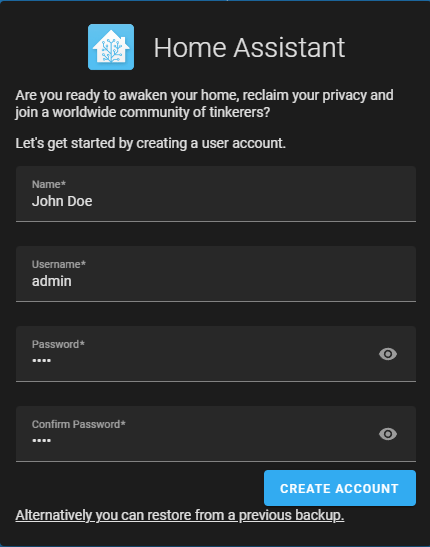 Home Assistant
Are you ready to awaken your home, reclaim your privacy and
join a worldwide community of tinkerers?
Let's get started by creating a user account.
Name*
John Doe
Username*
admin
Password*
••••
Confirm Password*
••••
CREATE ACCOUNT
Alternatively you can restore from a previous backup.